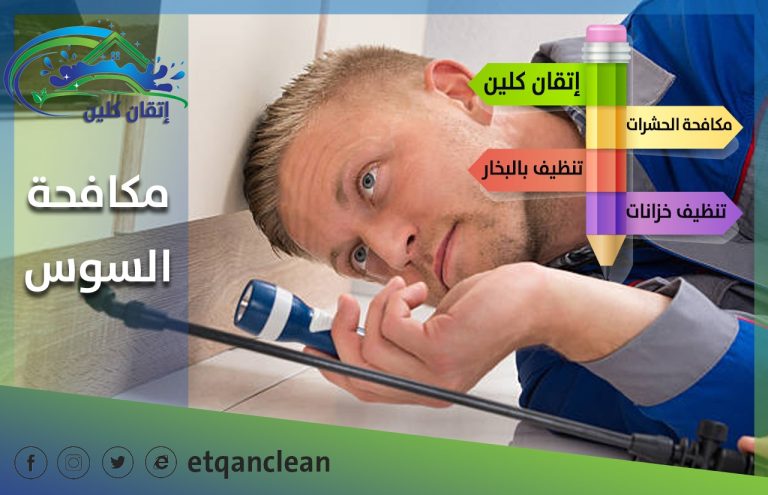 إتقان كلين
مكافحة
السوس
إتقان كلين
مكافحة الحشرات
تنظيف بالبخار
تنظيف خزانات
etqanclean